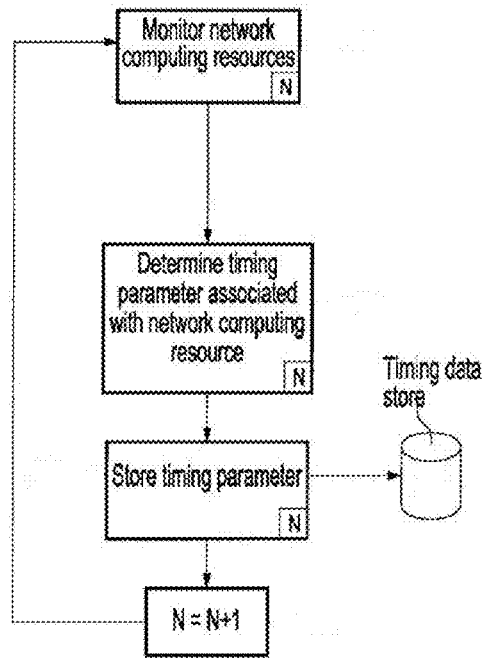 Monitor network
computing resources
N
Determine timing
parameter associated
with network computing
resource
N
Timing data
store
Store timing parameter
N
N = N+1